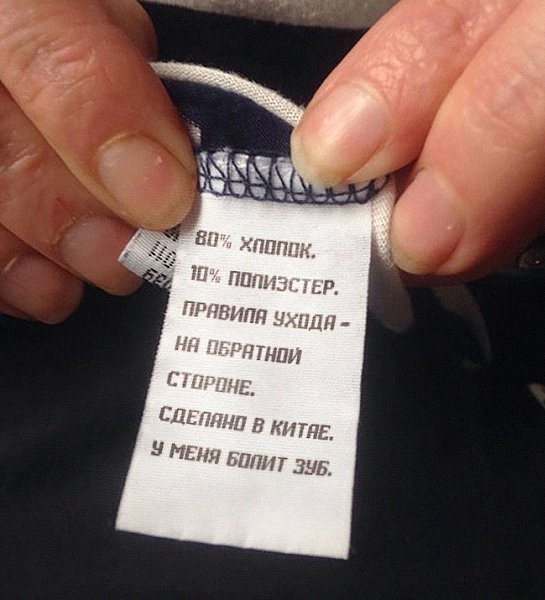 80% ХЛОПОК.
10% ПОЛИЭСТЕР.
ПРАВИЛА УХОДА -
НА ОБРАТНОЙ
СТОРОНЕ.
СДЕЛАНО В КИТАЕ.
У МЕНЯ БОЛИТ ЗУБ.